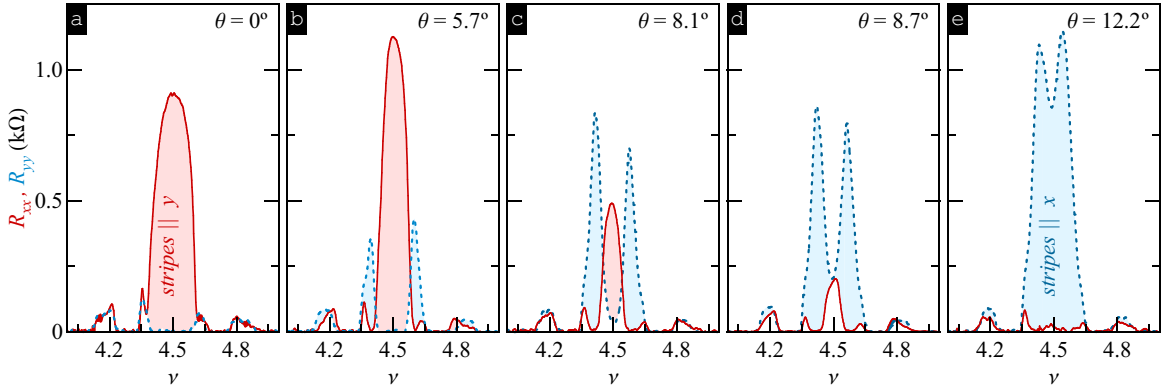 a
θ = 0º
b
θ = 5.7º
c
θ = 8.1º
d
θ = 8.7º
e
θ = 12.2º
Rxx, Ryy (kΩ)
1.0
0.5
0
stripes || y
stripes || x
4.2 4.5 4.8
4.2 4.5 4.8
4.2 4.5 4.8
4.2 4.5 4.8
4.2 4.5 4.8
ν
ν
ν
ν
ν